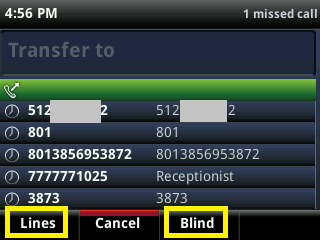 4:56 PM 1 missed call
Transfer to
512 2 512 2
801 801
8013856953872 8013856953872
7777771025 Receptionist
3873 3873
Lines Cancel Blind